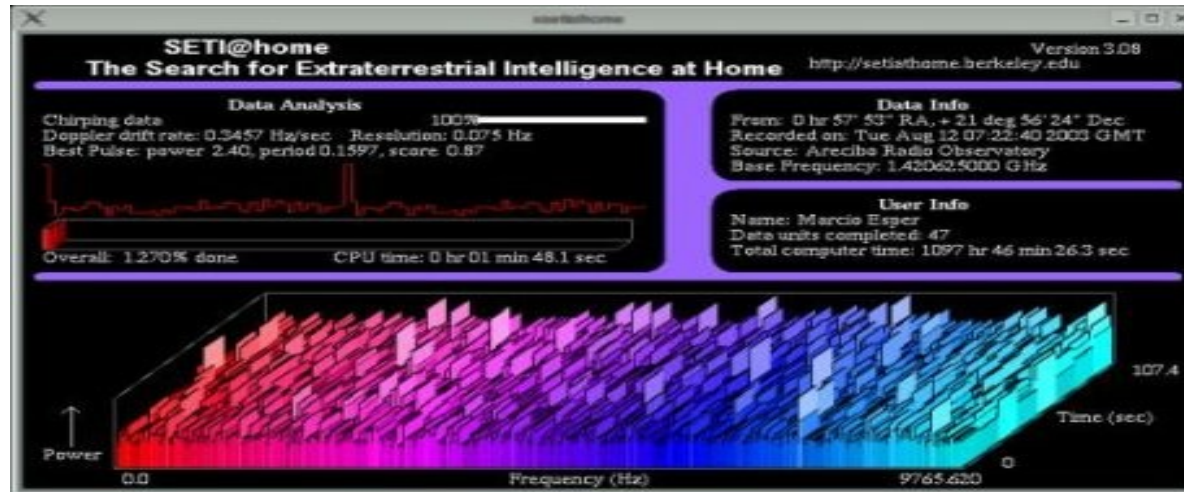 xsetiathome
SETI@home
The Search for Extraterrestrial Intelligence at Home
Version 3.08
http://setiathome.berkeley.edu
Data Analysis
Chirping data 100%
Doppler drift rate: 0.3457 Hz/sec Resolution: 0.075 Hz
Best Pulse: power 2.40, period 0.1597, score 0.87
Overall: 1.270% done CPU time: 0 hr 01 min 48.1 sec
Data Info
From: 0 hr 57' 53" RA, + 21 deg 56' 24" Dec
Recorded on: Tue Aug 12 07:22:40 2003 GMT
Source: Arecibo Radio Observatory
Base Frequency: 1.420625000 GHz
User Info
Name: Marcio Esper
Data units completed: 47
Total computer time: 1097 hr 46 min 26.3 sec
107.4
Time (sec)
Power
0
0.0 Frequency (Hz) 9765.620